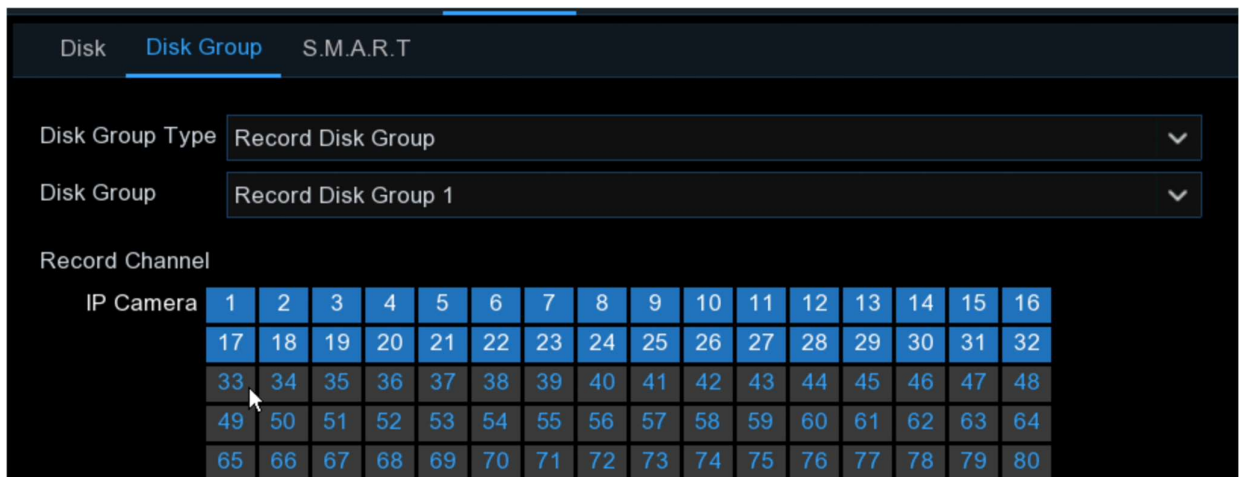 Disk Disk Group S.M.A.R.T
Disk Group Type Record Disk Group
Disk Group Record Disk Group 1
Record Channel
IP Camera 1 2 3 4 5 6 7 8 9 10 11 12 13 14 15 16
17 18 19 20 21 22 23 24 25 26 27 28 29 30 31 32
33 34 35 36 37 38 39 40 41 42 43 44 45 46 47 48
49 50 51 52 53 54 55 56 57 58 59 60 61 62 63 64
65 66 67 68 69 70 71 72 73 74 75 76 77 78 79 80